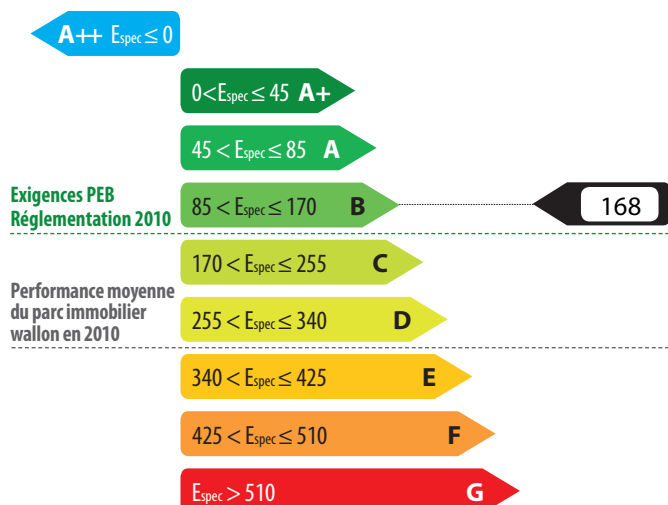 A++ Espec ≤ 0
0<Espec ≤ 45 A+
45 < Espec ≤ 85 A
Exigences PEB
Réglementation 2010
85 < Espec ≤ 170 B
168
170 < Espec ≤ 255 C
Performance moyenne
du parc immobilier
wallon en 2010
255 < Espec ≤ 340 D
340 < Espec ≤ 425 E
425 < Espec ≤ 510 F
Espec > 510 G